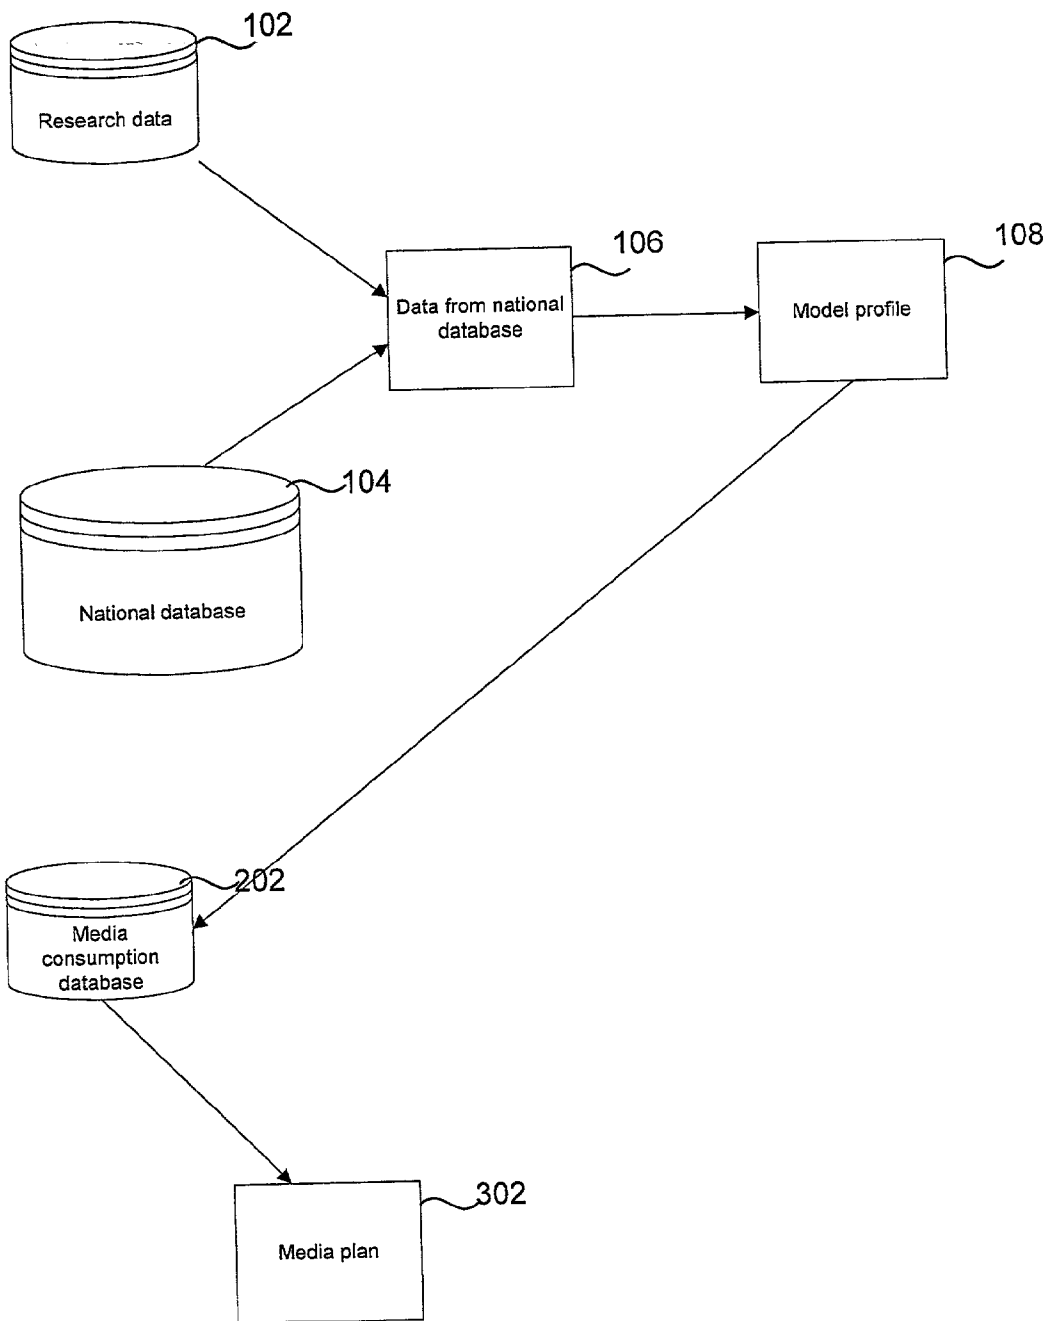 102
Research data
106
Data from national
database
108
Model profile
104
National database
202
Media
consumption
database
302
Media plan